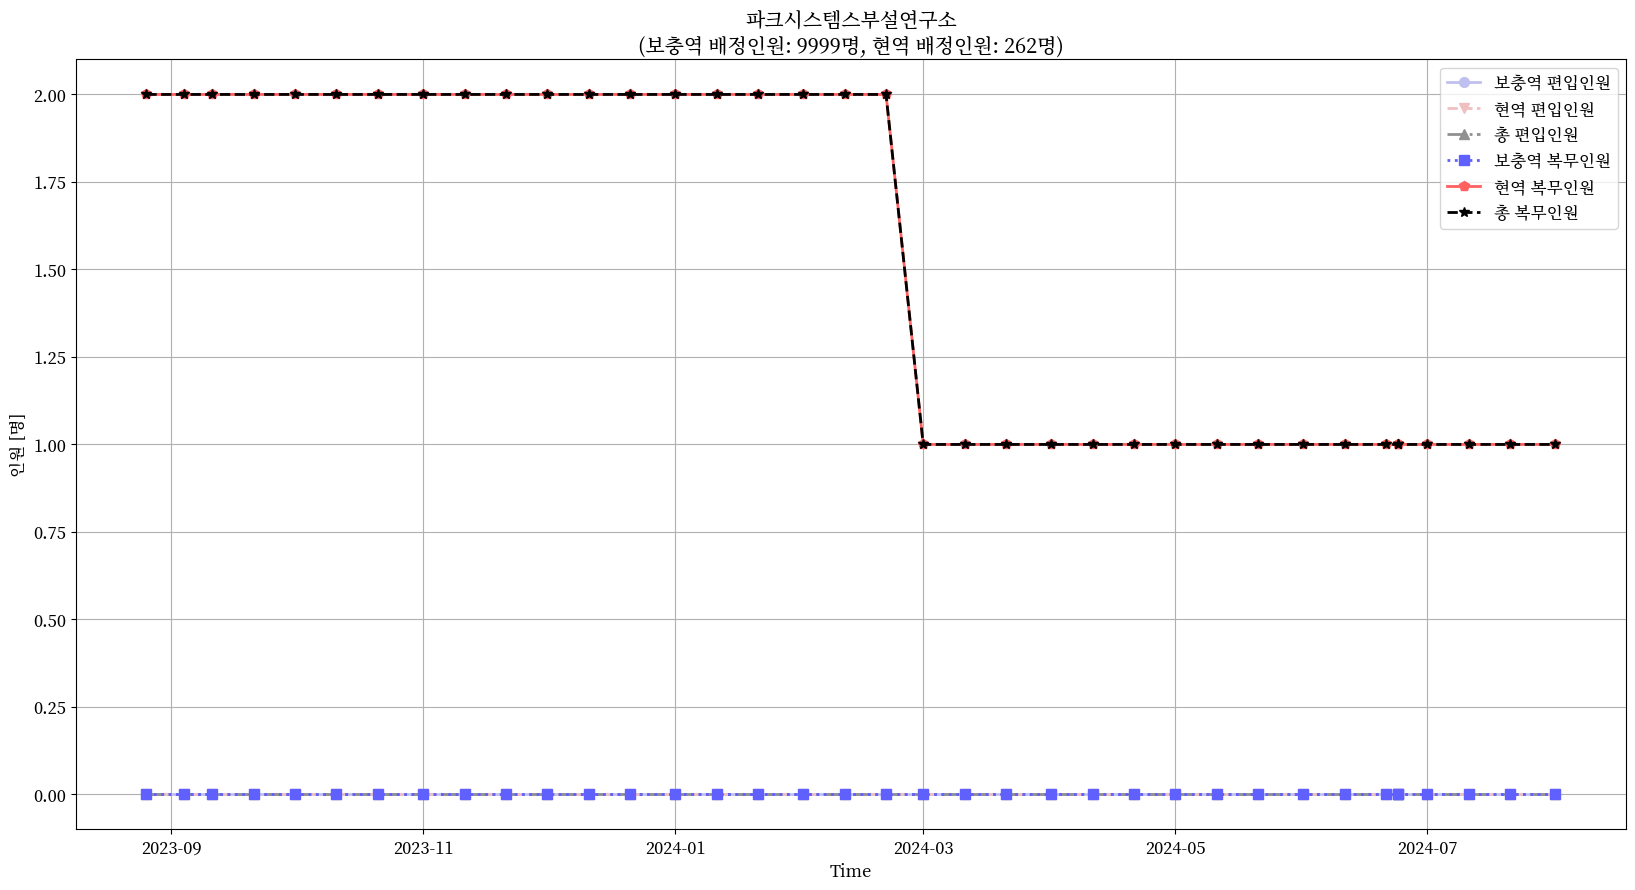 파크시스템스부설연구소
(보충역 배정인원: 9999명, 현역 배정인원: 262명)
보충역 편입인원
현역 편입인원
총 편입인원
보충역 복무인원
현역 복무인원
총 복무인원
2.00
1.75
1.50
1.25
1.00
0.75
0.50
0.25
0.00
인원 [명]
2023-09
2023-11
2024-01
2024-03
2024-05
2024-07
Time